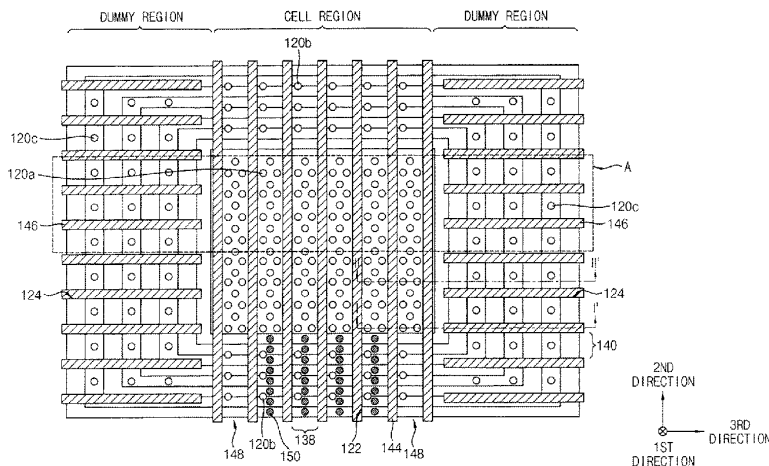 DUMMY REGION CELL REGION DUMMY REGION
120b
120c
120a
A
120c
146
146
II'
124
124
I'
140
2ND
DIRECTION
3RD
DIRECTION
1ST
DIRECTION
148
120b
150
138
122
144
148